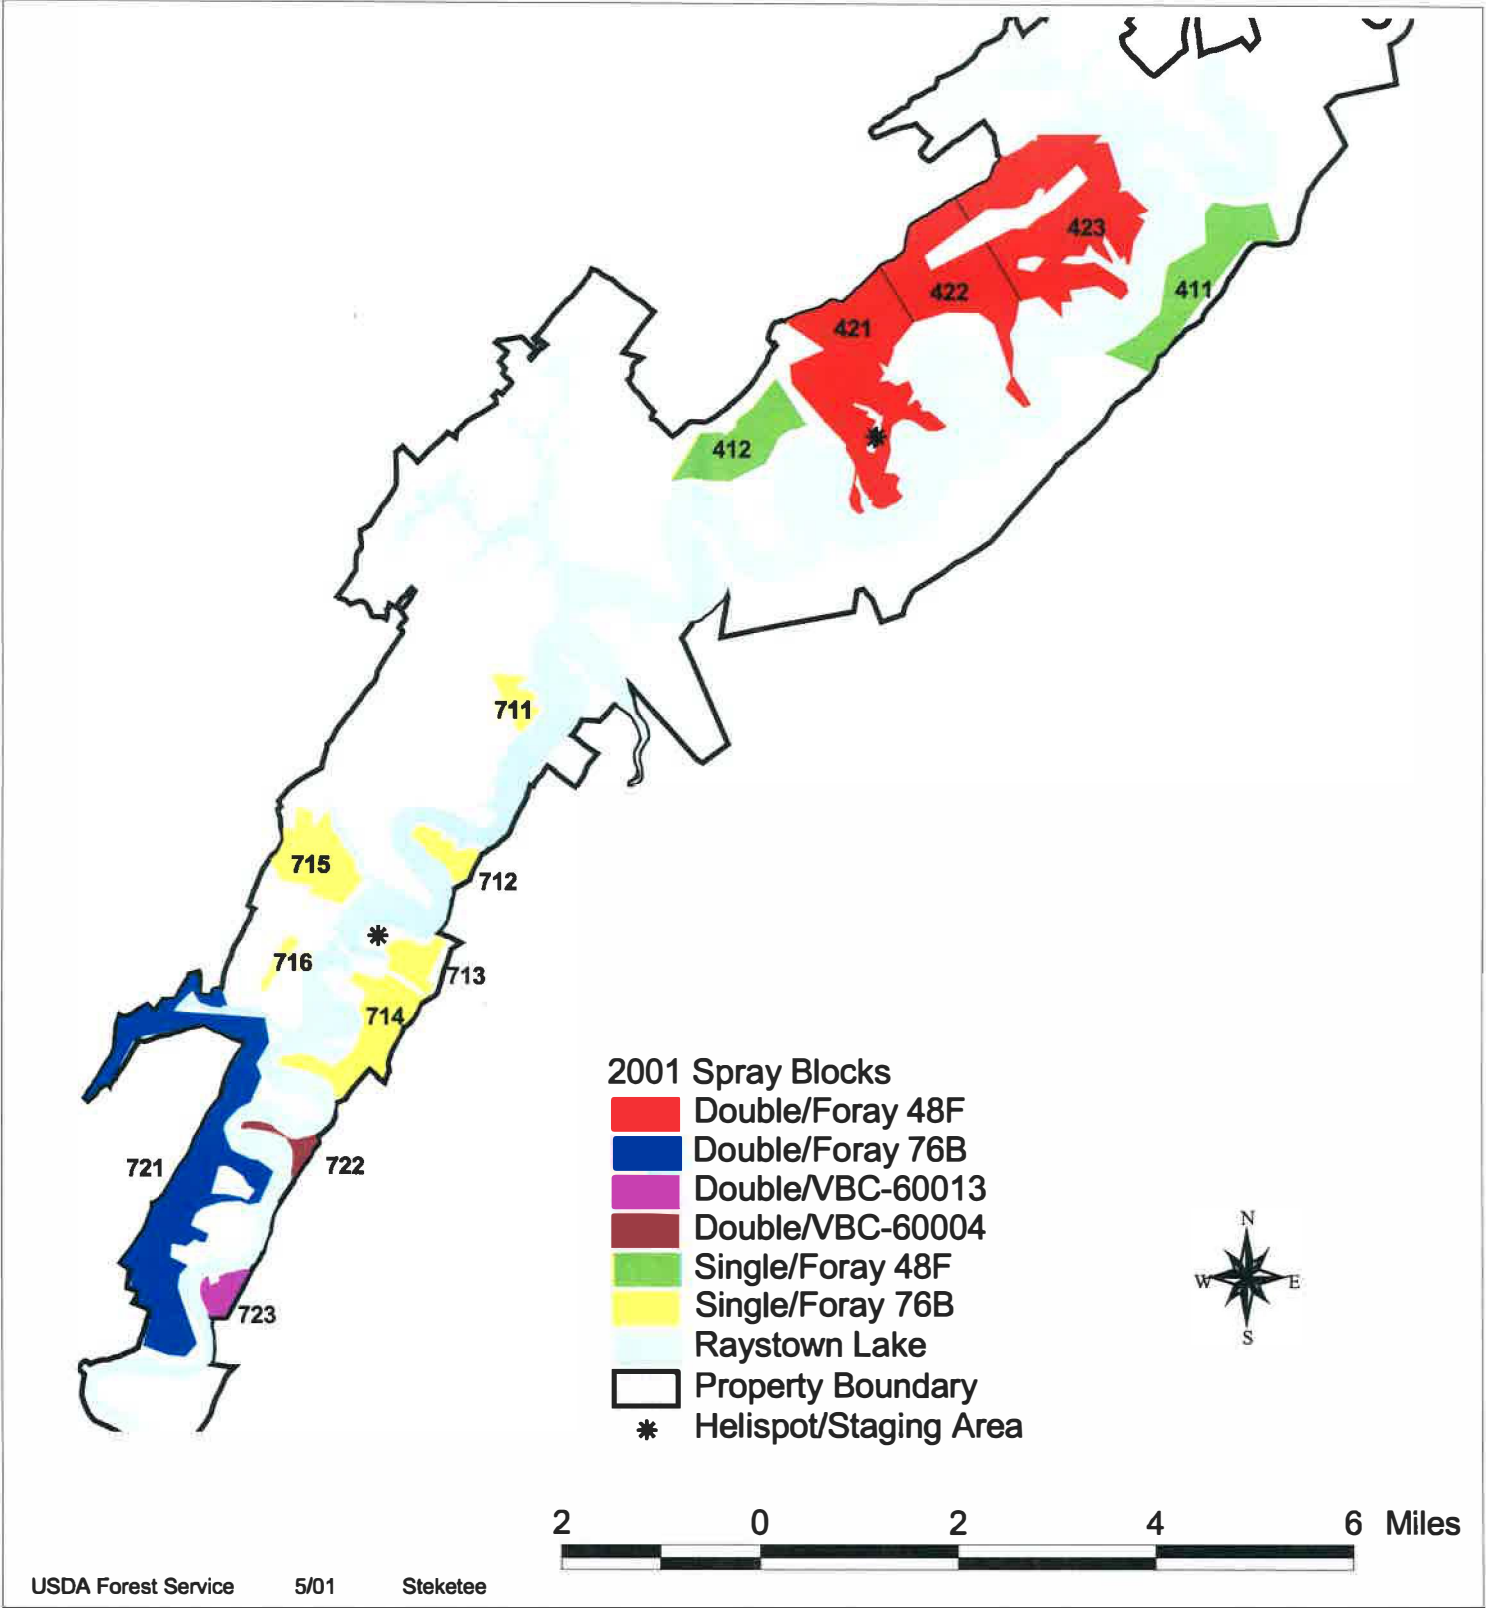 423
411
422
421
412
711
715
712
716
713
714
721
722
723
2001 Spray Blocks
Double/Foray 48F
Double/Foray 76B
Double/VBC-60013
Double/VBC-60004
Single/Foray 48F
Single/Foray 76B
Raystown Lake
Property Boundary
Helispot/Staging Area
N
W E
S
2 0 2 4 6 Miles
USDA Forest Service 5/01 Steketee